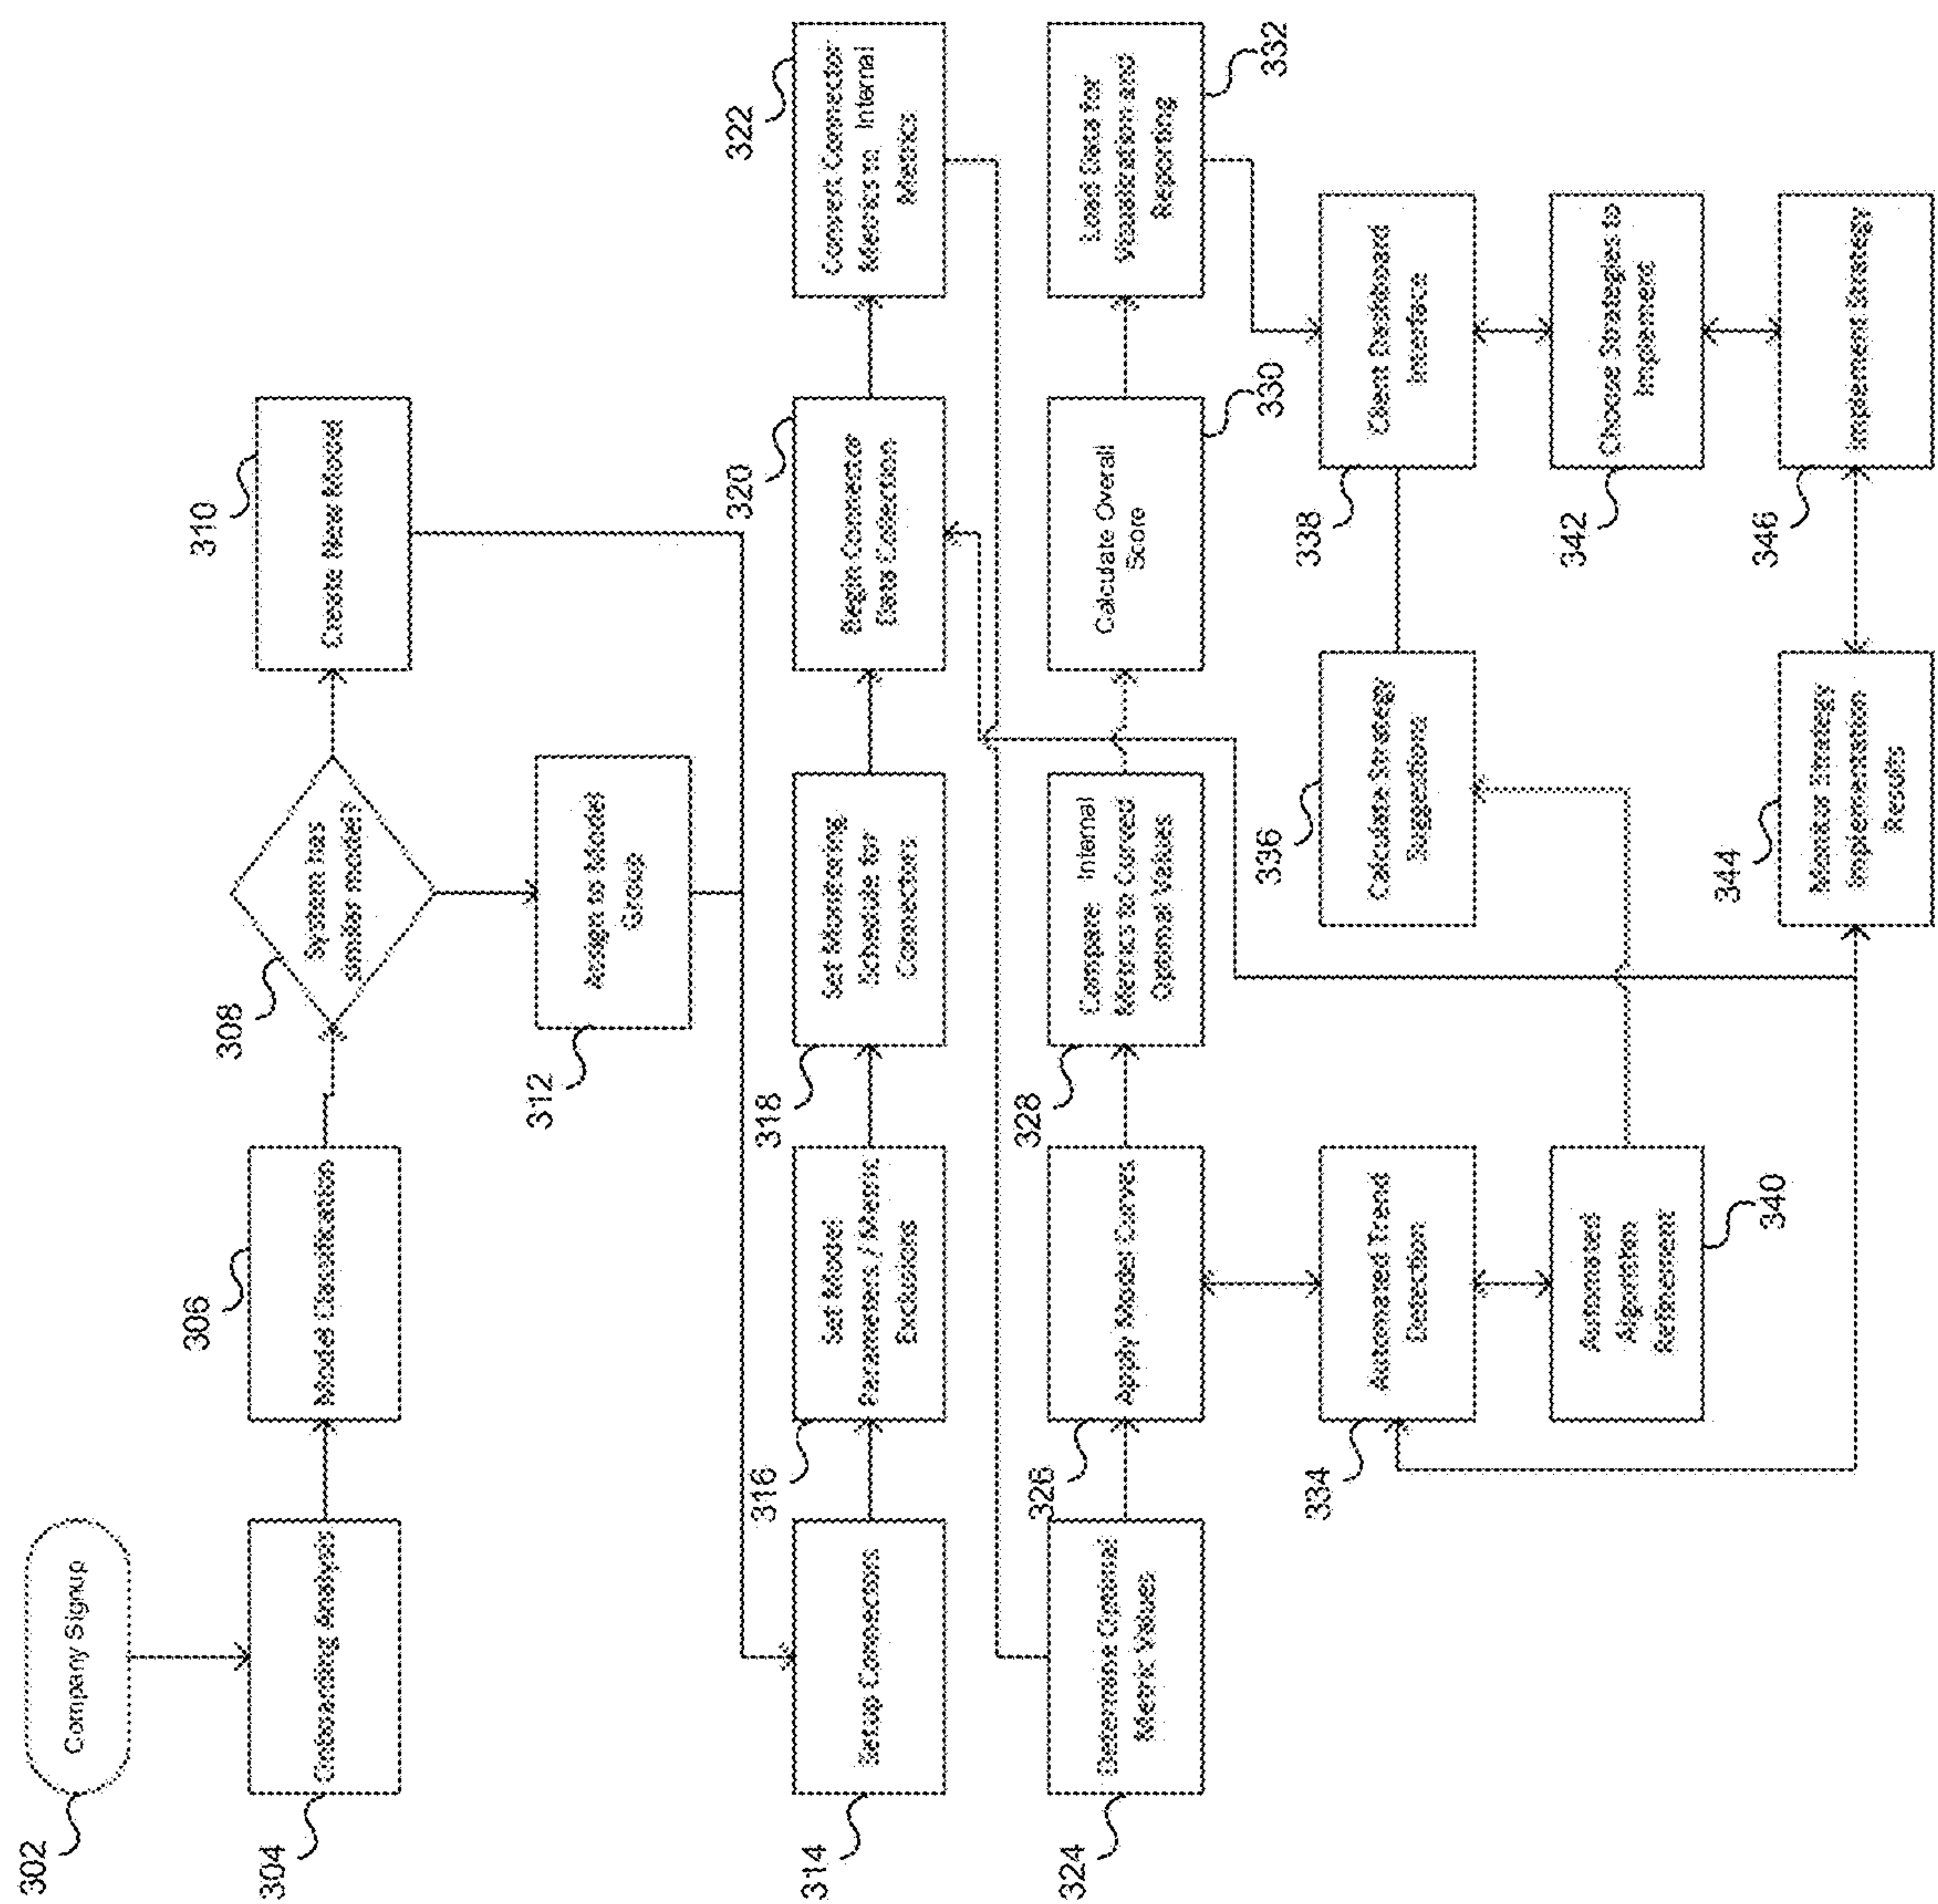 302
Company Signup
304
Onboarding Analysis
306
Model Classification
308
System has
similar model?
310
Create New Model
312
Assign to Model
Group
314
Setup Connectors
316
Set Model
Parameters / Metric
Exclusions
318
Set Monitoring
Schedule for
Connectors
320
Begin Connector
Data Collection
322
Convert Connector
Metrics to Internal
Metrics
324
Determine Optimal
Metric Values
326
Apply Model Curves
328
Compare Internal
Metrics to Curved
Optimal Values
330
Calculate Overall
Score
332
Load Data for
Visualization and
Reporting
334
Automated Trend
Detection
336
Calculate Strategy
Suggestions
338
Client Dashboard
Interface
340
Automated
Algorithm
Refinement
342
Choose Strategies to
Implement
344
Monitor Strategy
Implementation
Results
346
Implement Strategy